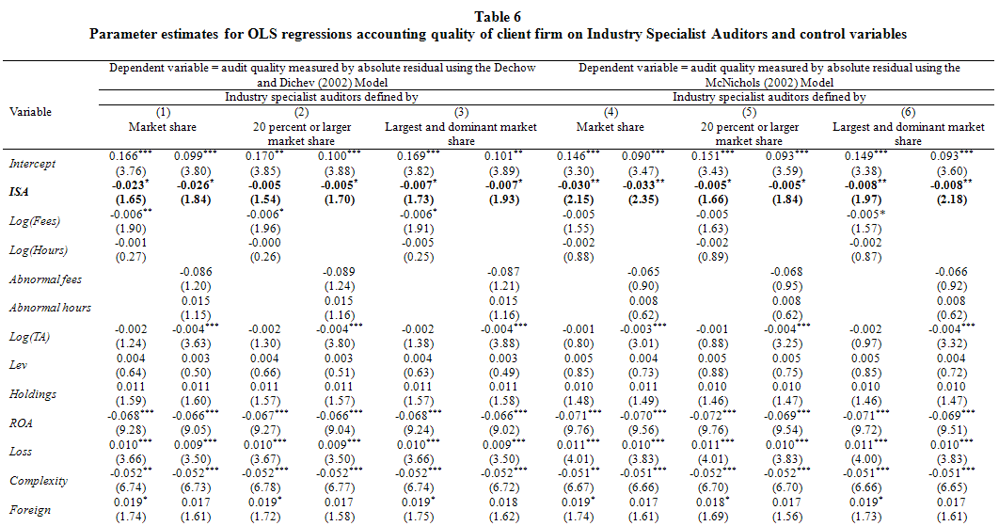 Table 6
Parameter estimates for OLS regressions accounting quality of client firm on Industry Specialist Auditors and control variables
Dependent variable = audit quality measured by absolute residual using the Dechow and Dichev (2002) Model Dependent variable = audit quality measured by absolute residual using the McNichols (2002) Model
Industry specialist auditors defined by Industry specialist auditors defined by
Variable (1) (2) (3) (4) (5) (6)
Market share 20 percent or larger market share Largest and dominant market share Market share 20 percent or larger market share Largest and dominant market share
Intercept 0.166*** 0.099*** 0.170** 0.100*** 0.169*** 0.101** 0.146*** 0.090*** 0.151*** 0.093*** 0.149*** 0.093***
(3.76) (3.80) (3.85) (3.88) (3.82) (3.89) (3.30) (3.47) (3.43) (3.59) (3.38) (3.60)
ISA -0.023* -0.026* -0.005 -0.005* -0.007* -0.007* -0.030** -0.033** -0.005* -0.005* -0.008** -0.008**
(1.65) (1.84) (1.54) (1.70) (1.73) (1.93) (2.15) (2.35) (1.66) (1.84) (1.97) (2.18)
Log(Fees) -0.006** -0.006* -0.006* -0.005 -0.005 -0.005*
(1.90) (1.96) (1.91) (1.55) (1.63) (1.57)
Log(Hours) -0.001 -0.000 -0.005 -0.002 -0.002 -0.002
(0.27) (0.26) (0.25) (0.88) (0.89) (0.87)
Abnormal fees -0.086 -0.089 -0.087 -0.065 -0.068 -0.066
(1.20) (1.24) (1.21) (0.90) (0.95) (0.92)
Abnormal hours 0.015 0.015 0.015 0.008 0.008 0.008
(1.15) (1.16) (1.16) (0.62) (0.62) (0.62)
Log(TA) -0.002 -0.004*** -0.002 -0.004*** -0.002 -0.004*** -0.001 -0.003*** -0.001 -0.004*** -0.002 -0.004***
(1.24) (3.63) (1.30) (3.80) (1.38) (3.88) (0.80) (3.01) (0.88) (3.25) (0.97) (3.32)
Lev 0.004 0.003 0.004 0.003 0.004 0.003 0.005 0.004 0.005 0.005 0.005 0.004
(0.64) (0.50) (0.66) (0.51) (0.63) (0.49) (0.85) (0.73) (0.88) (0.75) (0.85) (0.72)
Holdings 0.011 0.011 0.011 0.011 0.011 0.011 0.010 0.011 0.010 0.010 0.010 0.010
(1.59) (1.60) (1.57) (1.57) (1.57) (1.58) (1.48) (1.49) (1.46) (1.47) (1.46) (1.47)
ROA -0.068*** -0.066*** -0.067*** -0.066*** -0.068*** -0.066*** -0.071*** -0.070*** -0.072*** -0.069*** -0.071*** -0.069***
(9.28) (9.05) (9.27) (9.04) (9.24) (9.02) (9.76) (9.56) (9.76) (9.54) (9.72) (9.51)
Loss 0.010*** 0.009*** 0.010*** 0.009*** 0.010*** 0.009*** 0.011*** 0.010*** 0.011*** 0.010*** 0.011*** 0.010***
(3.66) (3.50) (3.67) (3.50) (3.66) (3.50) (4.01) (3.83) (4.01) (3.83) (4.00) (3.83)
Complexity -0.052** -0.052*** -0.052*** -0.052*** -0.052*** -0.052*** -0.051** -0.051*** -0.052*** -0.052*** -0.051*** -0.051***
(6.74) (6.73) (6.78) (6.77) (6.74) (6.72) (6.67) (6.66) (6.70) (6.70) (6.66) (6.65)
Foreign 0.019* 0.017 0.019* 0.017 0.019* 0.018 0.019* 0.017 0.018* 0.017 0.019* 0.017
(1.74) (1.61) (1.72) (1.58) (1.75) (1.62) (1.74) (1.61) (1.69) (1.56) (1.73) (1.61)